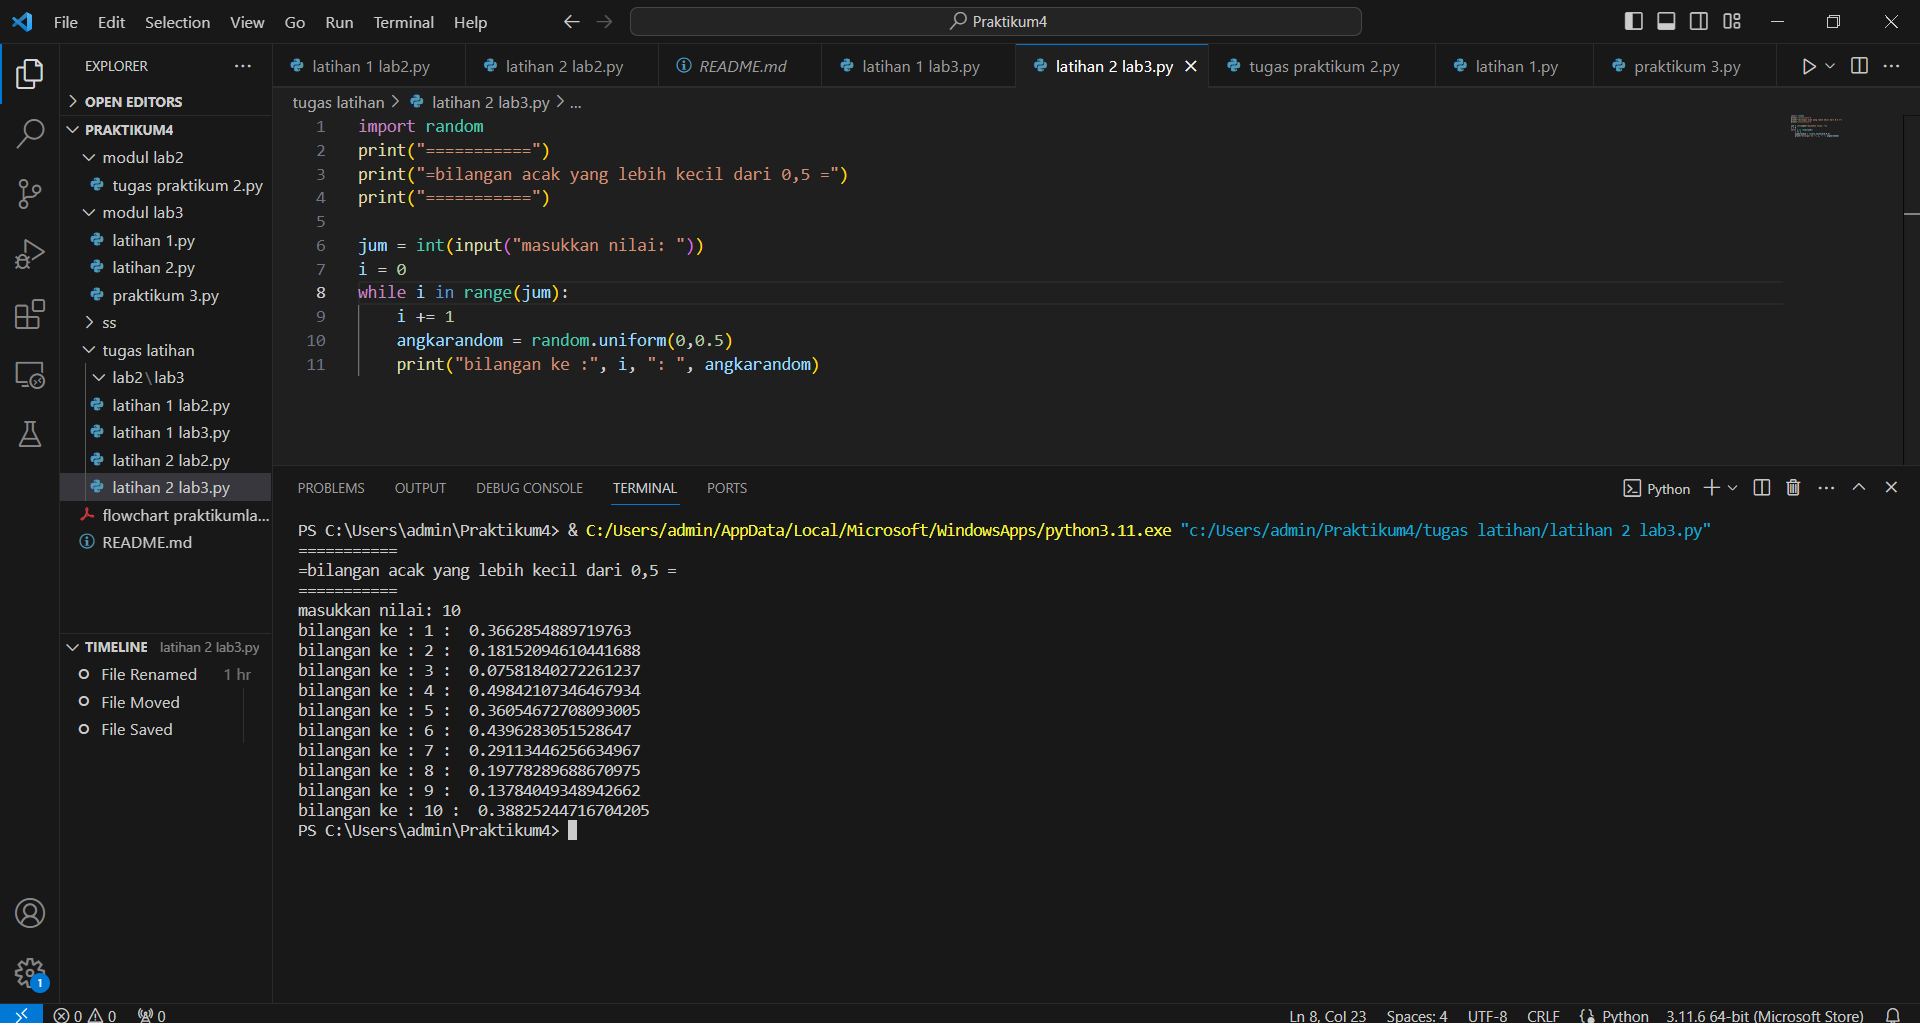 File Edit Selection View Go Run Terminal Help
Praktikum4
EXPLORER
OPEN EDITORS
PRAKTIKUM4
modul lab2
tugas praktikum 2.py
modul lab3
latihan 1.py
latihan 2.py
praktikum 3.py
ss
tugas latihan
lab2\lab3
latihan 1 lab2.py
latihan 1 lab3.py
latihan 2 lab2.py
latihan 2 lab3.py
flowchart praktikumla...
README.md
TIMELINE latihan 2 lab3.py
File Renamed 1 hr
File Moved
File Saved
1
latihan 1 lab2.py latihan 2 lab2.py README.md latihan 1 lab3.py latihan 2 lab3.py tugas praktikum 2.py latihan 1.py praktikum 3.py
tugas latihan > latihan 2 lab3.py > ...
1 import random
2 print("===========")
3 print("=bilangan acak yang lebih kecil dari 0,5 =")
4 print("===========")
5
6 jum = int(input("masukkan nilai: "))
7 i = 0
8 while i in range(jum):
9 i += 1
10 angkarandom = random.uniform(0,0.5)
11 print("bilangan ke :", i, ": ", angkarandom)
PROBLEMS OUTPUT DEBUG CONSOLE TERMINAL PORTS
Python
PS C:\Users\admin\Praktikum4> & C:/Users/admin/AppData/Local/Microsoft/WindowsApps/python3.11.exe "c:/Users/admin/Praktikum4/tugas latihan/latihan 2 lab3.py"
===========
=bilangan acak yang lebih kecil dari 0,5 =
===========
masukkan nilai: 10
bilangan ke : 1 :  0.3662854889719763
bilangan ke : 2 :  0.18152094610441688
bilangan ke : 3 :  0.07581840272261237
bilangan ke : 4 :  0.49842107346467934
bilangan ke : 5 :  0.36054672708093005
bilangan ke : 6 :  0.4396283051528647
bilangan ke : 7 :  0.29113446256634967
bilangan ke : 8 :  0.19778289688670975
bilangan ke : 9 :  0.13784049348942662
bilangan ke : 10 :  0.38825244716704205
PS C:\Users\admin\Praktikum4>
0 0 0 Ln 8, Col 23 Spaces: 4 UTF-8 CRLF Python 3.11.6 64-bit (Microsoft Store)